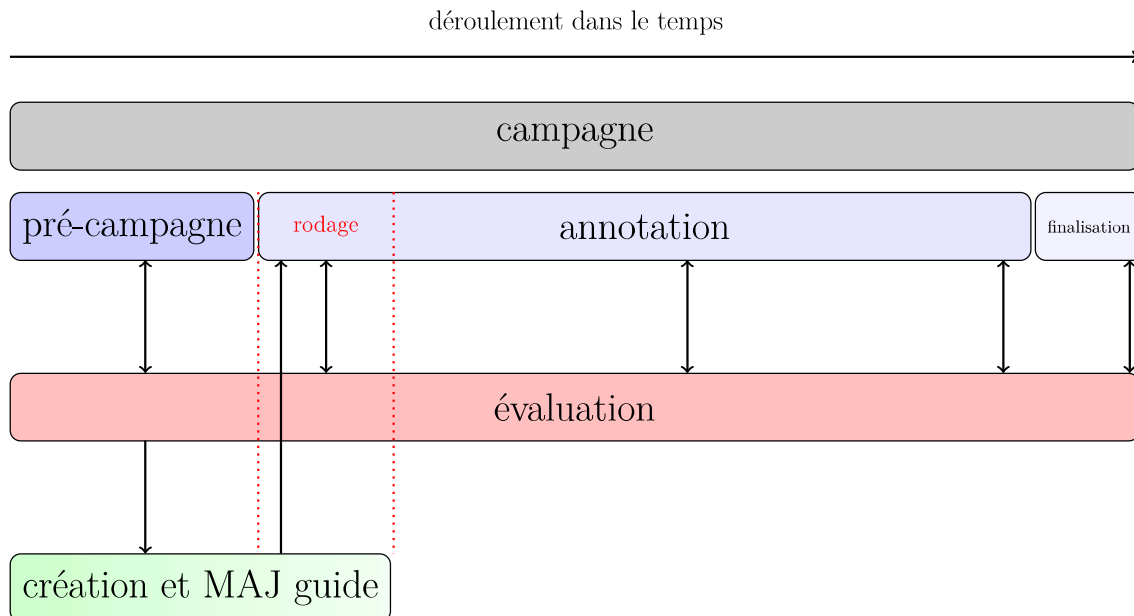 déroulement dans le temps
campagne
pré-campagne
rodage
annotation
finalisation
évaluation
création et MAJ guide